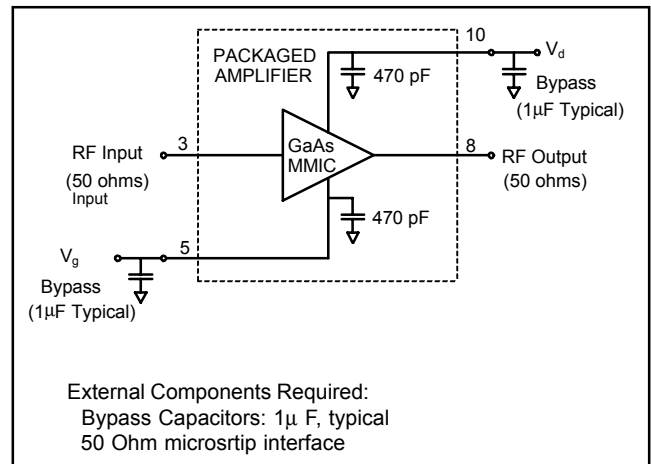 10
V_d
PACKAGED
AMPLIFIER
470 pF
Bypass
(1μF Typical)
3
GaAs
MMIC
8
RF Input
(50 ohms)
Input
RF Output
(50 ohms)
470 pF
5
V_g
Bypass
(1μF Typical)
External Components Required:
Bypass Capacitors: 1μ F, typical
50 Ohm microsrtip interface